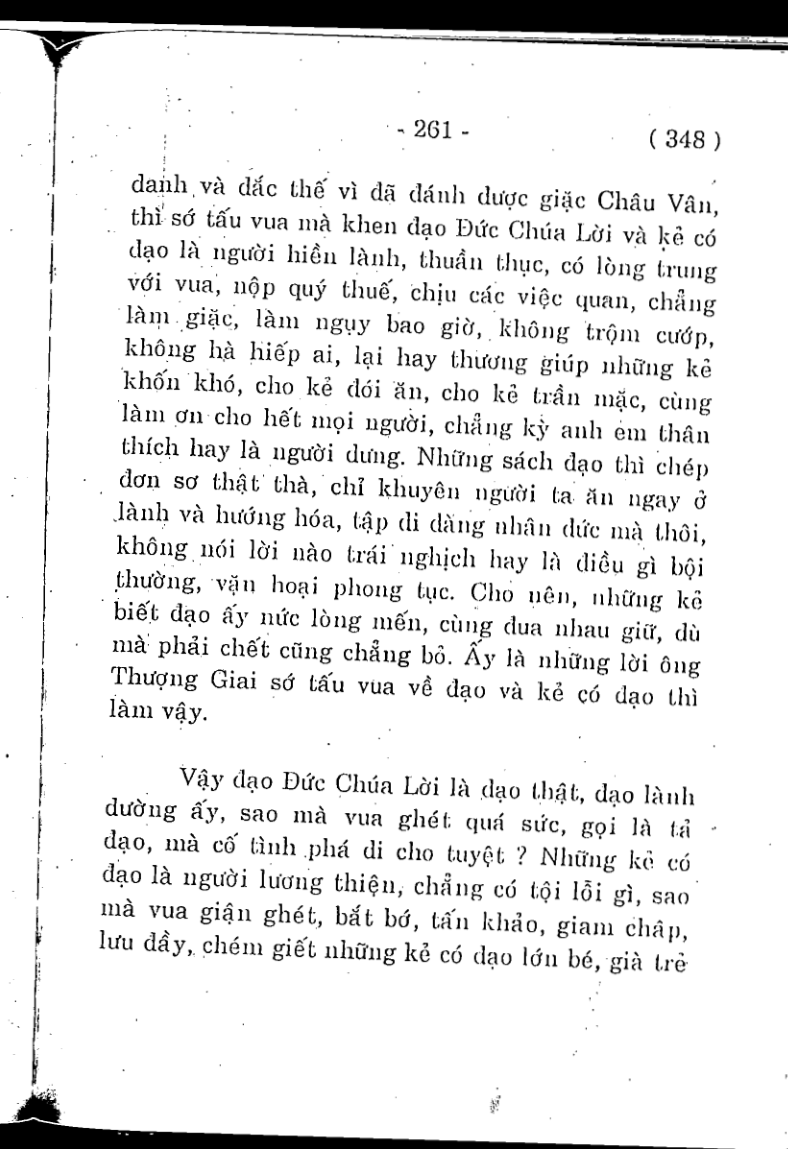 - 261 -
( 348 )
danh và đắc thế vì đã đánh được giặc Châu Vân,
thì sớ tấu vua mà khen đạo Đức Chúa Lời và kẻ có
đạo là người hiền lành, thuần thục, có lòng trung
với vua, nộp quý thuế, chịu các việc quan, chẳng
làm giặc, làm ngụy bao giờ, không trộm cướp,
không hà hiếp ai, lại hay thương giúp những kẻ
khốn khó, cho kẻ đói ăn, cho kẻ trần mặc, cùng
làm ơn cho hết mọi người, chẳng kỳ anh em thân
thích hay là người dưng. Những sách đạo thì chép
đơn sơ thật thà, chỉ khuyên người ta ăn ngay ở
lành và hướng hóa, tập đi đàng nhân đức mà thôi,
không nói lời nào trái nghịch hay là điều gì bội
thường, vặn hoại phong tục. Cho nên, những kẻ
biết đạo ấy nức lòng mến, cùng đua nhau giữ, dù
mà phải chết cũng chẳng bỏ. Ấy là những lời ông
Thượng Giai sớ tấu vua về đạo và kẻ có đạo thì
làm vậy.
Vậy đạo Đức Chúa Lời là đạo thật, đạo lành
dường ấy, sao mà vua ghét quá sức, gọi là tả
đạo, mà cố tình phá đi cho tuyệt ? Những kẻ có
đạo là người lương thiện, chẳng có tội lỗi gì, sao
mà vua giận ghét, bắt bớ, tấn khảo, giam chấp,
lưu đầy, chém giết những kẻ có đạo lớn bé, già trẻ